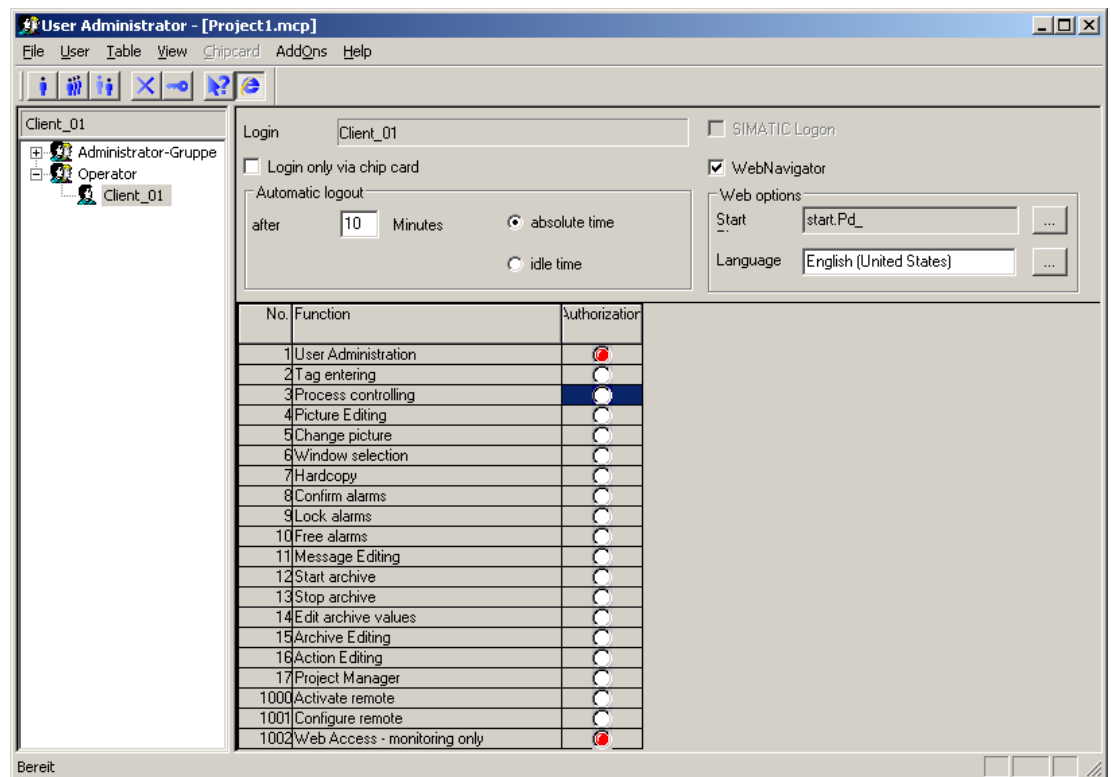 User Administrator - [Project1.mcp]
File User Table View Chipcard AddOns Help
Client_01
Administrator-Gruppe
Operator
Client_01
Login Client_01
SIMATIC Logon
Login only via chip card
WebNavigator
Automatic logout
after 10 Minutes
absolute time
idle time
Web options
Start start.Pd_ ...
Language English (United States) ...
No. Function Authorization
1 User Administration
2 Tag entering
3 Process controlling
4 Picture Editing
5 Change picture
6 Window selection
7 Hardcopy
8 Confirm alarms
9 Lock alarms
10 Free alarms
11 Message Editing
12 Start archive
13 Stop archive
14 Edit archive values
15 Archive Editing
16 Action Editing
17 Project Manager
1000 Activate remote
1001 Configure remote
1002 Web Access - monitoring only
Bereit